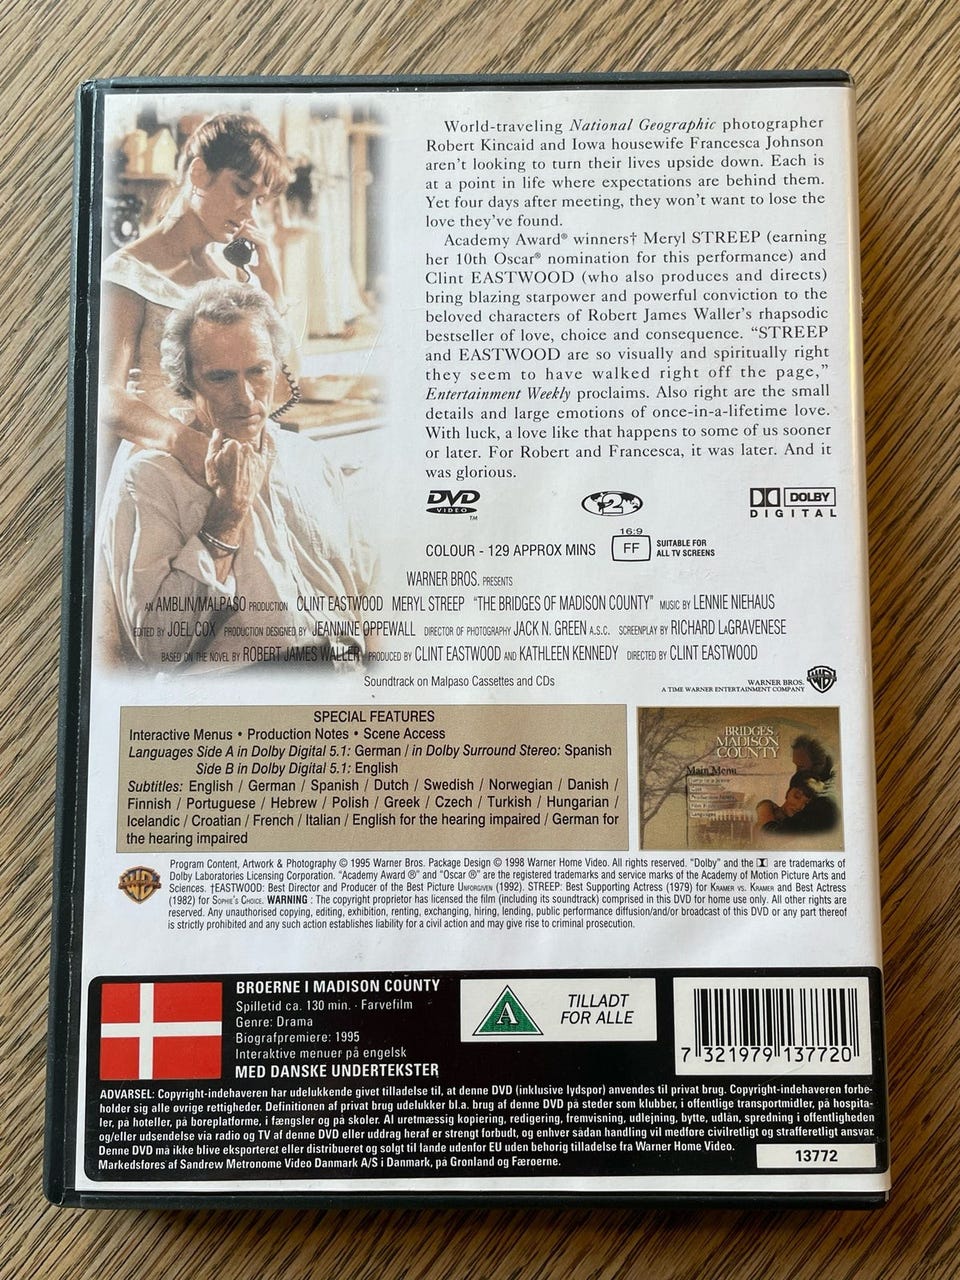 World-traveling National Geographic photographer
Robert Kincaid and Iowa housewife Francesca Johnson
aren't looking to turn their lives upside down. Each is
at a point in life where expectations are behind them.
Yet four days after meeting, they won't want to lose the
love they've found.
Academy Award® winners† Meryl STREEP (earning
her 10th Oscar® nomination for this performance) and
Clint EASTWOOD (who also produces and directs)
bring blazing starpower and powerful conviction to the
beloved characters of Robert James Waller's rhapsodic
bestseller of love, choice and consequence. “STREEP
and EASTWOOD are so visually and spiritually right
they seem to have walked right off the page,”
Entertainment Weekly proclaims. Also right are the small
details and large emotions of once-in-a-lifetime love.
With luck, a love like that happens to some of us sooner
or later. For Robert and Francesca, it was later. And it
was glorious.
DVD VIDEO TM
2
DOLBY DIGITAL
COLOUR - 129 APPROX MINS
16:9 FF
SUITABLE FOR
ALL TV SCREENS
WARNER BROS. PRESENTS
AN AMBLIN/MALPASO PRODUCTION CLINT EASTWOOD MERYL STREEP “THE BRIDGES OF MADISON COUNTY” MUSIC BY LENNIE NIEHAUS
EDITED BY JOEL COX PRODUCTION DESIGNED BY JEANNINE OPPEWALL DIRECTOR OF PHOTOGRAPHY JACK N. GREEN A.S.C. SCREENPLAY BY RICHARD LAGRAVENESE
BASED ON THE NOVEL BY ROBERT JAMES WALLER PRODUCED BY CLINT EASTWOOD AND KATHLEEN KENNEDY DIRECTED BY CLINT EASTWOOD
Soundtrack on Malpaso Cassettes and CDs
WARNER BROS.
A TIME WARNER ENTERTAINMENT COMPANY
SPECIAL FEATURES
Interactive Menus • Production Notes • Scene Access
Languages Side A in Dolby Digital 5.1: German / in Dolby Surround Stereo: Spanish
Side B in Dolby Digital 5.1: English
Subtitles: English / German / Spanish / Dutch / Swedish / Norwegian / Danish /
Finnish / Portuguese / Hebrew / Polish / Greek / Czech / Turkish / Hungarian /
Icelandic / Croatian / French / Italian / English for the hearing impaired / German for
the hearing impaired
BRIDGES
MADISON
COUNTY
Main Menu
Program Content, Artwork & Photography © 1995 Warner Bros. Package Design © 1998 Warner Home Video. All rights reserved. “Dolby” and the are trademarks of
Dolby Laboratories Licensing Corporation. “Academy Award ®” and “Oscar ®” are the registered trademarks and service marks of the Academy of Motion Picture Arts and
Sciences. †EASTWOOD: Best Director and Producer of the Best Picture UNFORGIVEN (1992). STREEP: Best Supporting Actress (1979) for KRAMER VS. KRAMER and Best Actress
(1982) for SOPHIE'S CHOICE. WARNING : The copyright proprietor has licensed the film (including its soundtrack) comprised in this DVD for home use only. All other rights are
reserved. Any unauthorised copying, editing, exhibition, renting, exchanging, hiring, lending, public performance diffusion/and/or broadcast of this DVD or any part thereof
is strictly prohibited and any such action establishes liability for a civil action and may give rise to criminal prosecution.
BROERNE I MADISON COUNTY
Spilletid ca. 130 min. · Farvefilm
Genre: Drama
Biografpremiere: 1995
Interaktive menuer på engelsk
MED DANSKE UNDERTEKSTER
A
TILLADT
FOR ALLE
7 321979 137720
ADVARSEL: Copyright-indehaveren har udelukkende givet tilladelse til, at denne DVD (inklusive lydspor) anvendes til privat brug. Copyright-indehaveren forbe-
holder sig alle øvrige rettigheder. Definitionen af privat brug udelukker bl.a. brug af denne DVD på steder som klubber, i offentlige transportmidler, på hospita-
ler, på hoteller, på boreplatforme, i fængsler og på skoler. Al uretmæssig kopiering, redigering, fremvisning, udlejning, bytte, udlån, spredning i offentligheden
og/eller udsendelse via radio og TV af denne DVD eller uddrag heraf er strengt forbudt, og enhver sådan handling vil medføre civilretligt og strafferetligt ansvar.
Denne DVD må ikke blive eksporteret eller distribueret og solgt til lande udenfor EU uden behørig tilladelse fra Warner Home Video.
Markedsføres af Sandrew Metronome Video Danmark A/S i Danmark, på Grønland og Færøerne.
13772